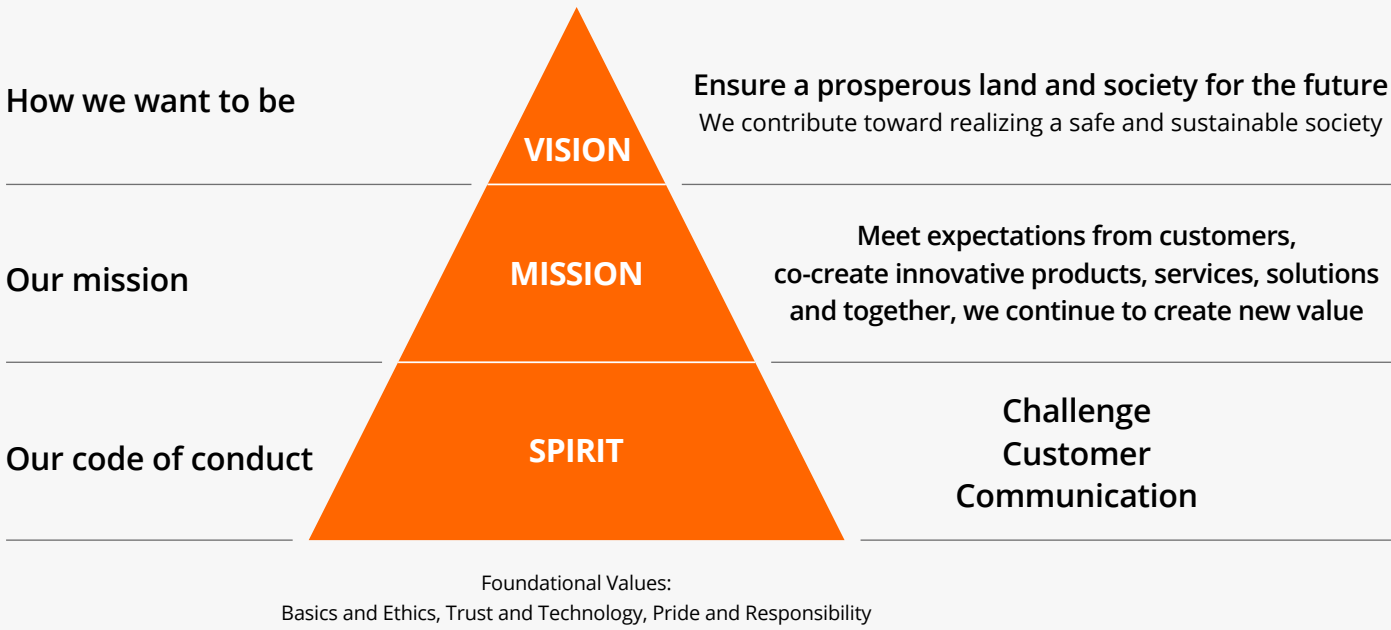 How we want to be
VISION
Ensure a prosperous land and society for the future
We contribute toward realizing a safe and sustainable society
Our mission
MISSION
Meet expectations from customers,
co-create innovative products, services, solutions
and together, we continue to create new value
Our code of conduct
SPIRIT
Challenge
Customer
Communication
Foundational Values:
Basics and Ethics, Trust and Technology, Pride and Responsibility